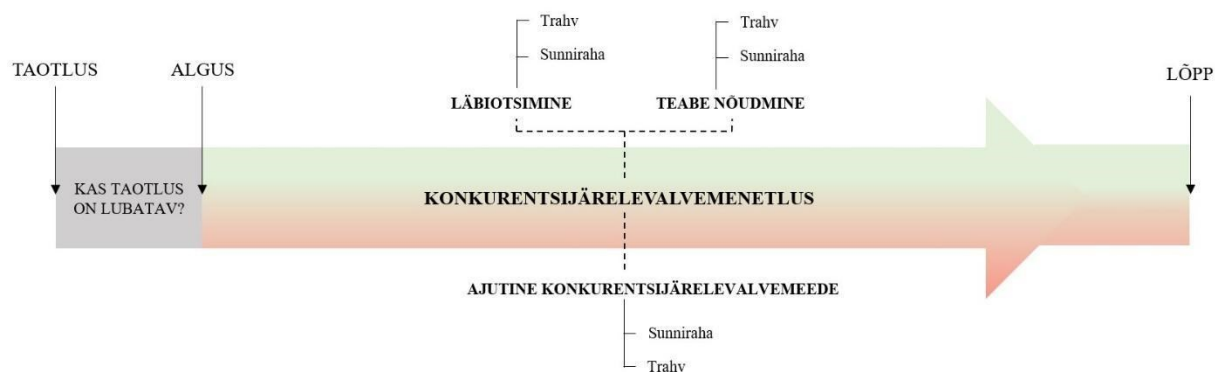 Trahv
Trahv
Sunniraha
Sunniraha
TAOTLUS
ALGUS
LÕPP
LÄBIOTSIMINE
TEABE NÕUDMINE
KAS TAOTLUS
ON LUBATAV?
KONKURENTSIJÄRELEVALVEMENETLUS
AJUTINE KONKURENTSIJÄRELEVALVEMEEDE
Sunniraha
Trahv